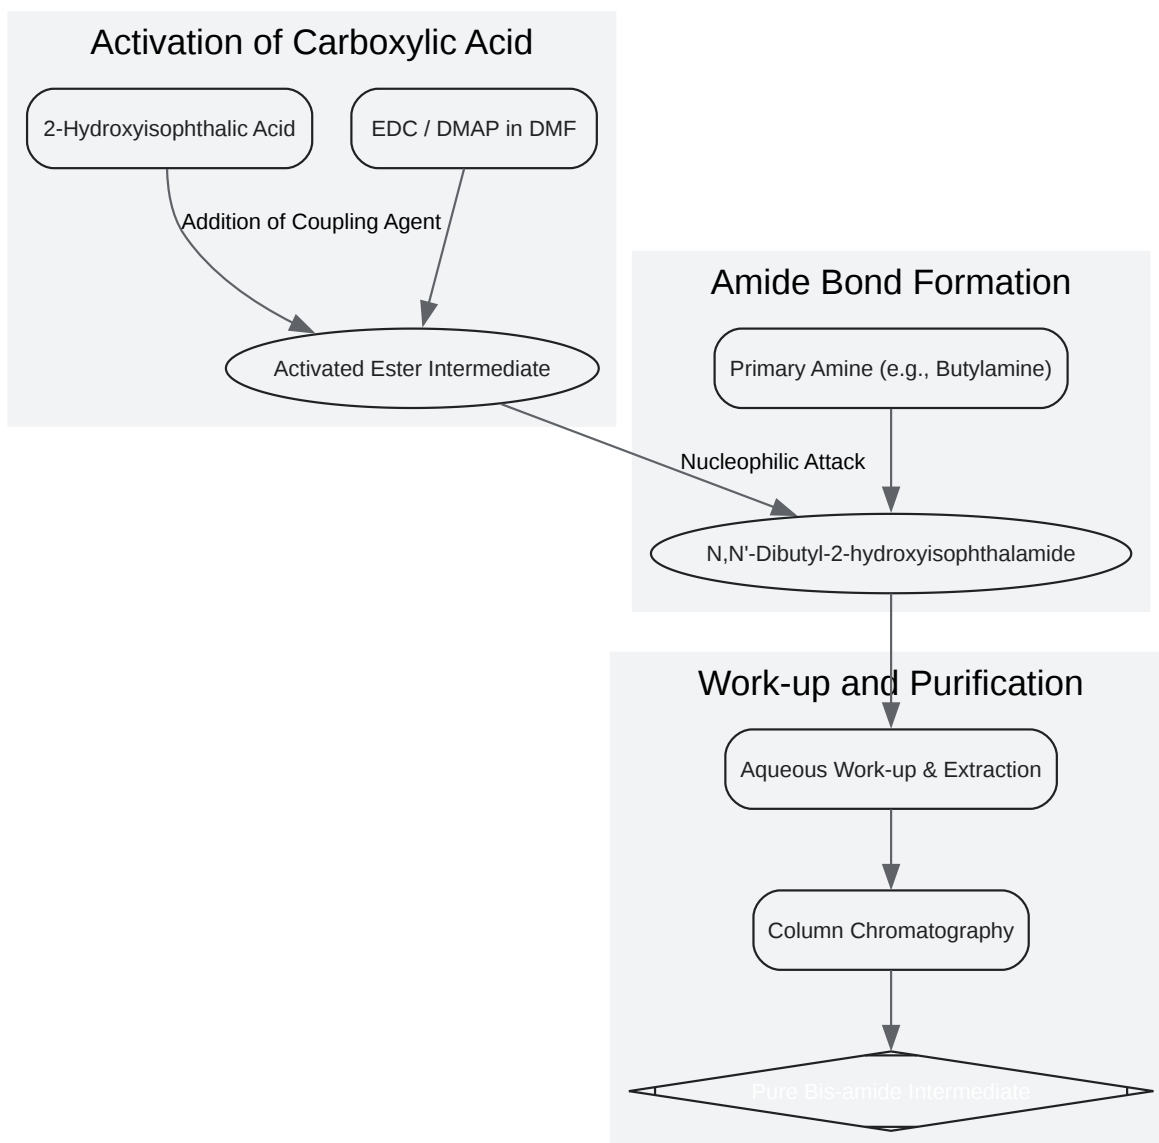 Activation of Carboxylic Acid
2-Hydroxyisophthalic Acid
EDC / DMAP in DMF
Addition of Coupling Agent
Activated Ester Intermediate
Amide Bond Formation
Primary Amine (e.g., Butylamine)
Nucleophilic Attack
N,N'-Dibutyl-2-hydroxyisophthalamide
Work-up and Purification
Aqueous Work-up & Extraction
Column Chromatography
Pure Bis-amide Intermediate